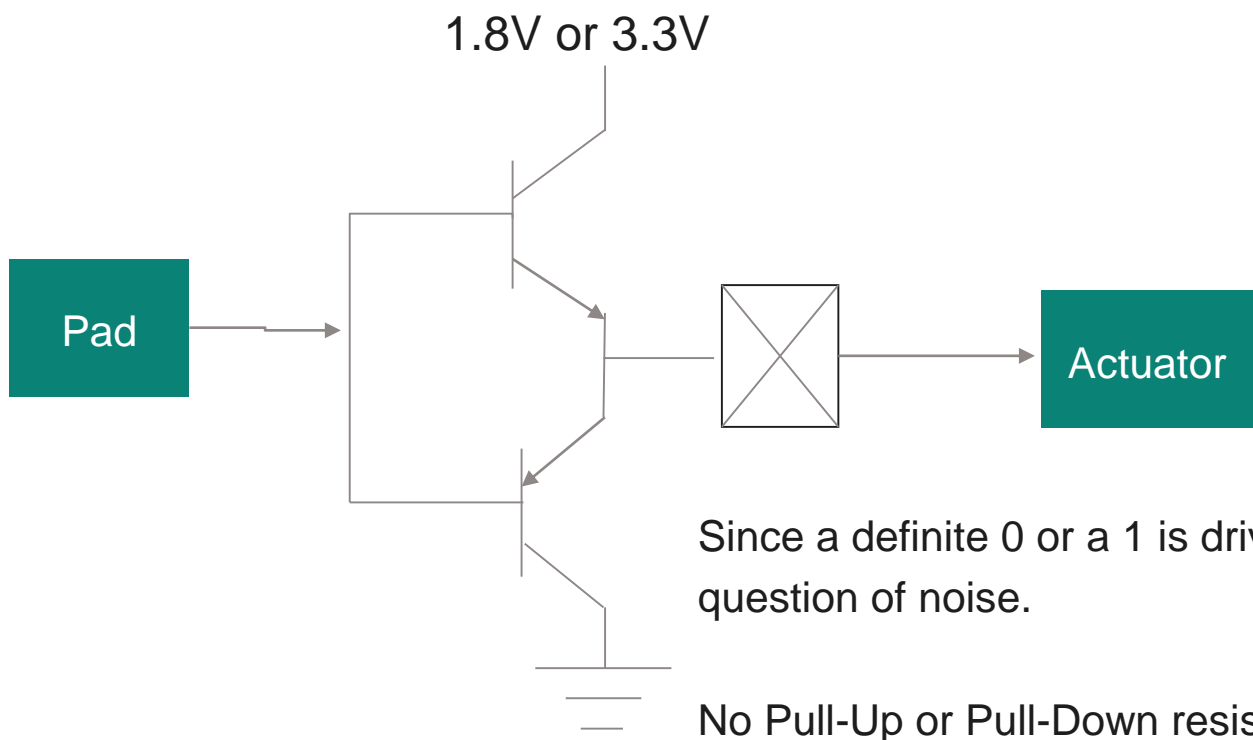 1.8V or 3.3V
Pad
Actuator
Since a definite 0 or a 1 is
question of noise.
No Pull-Up or Pull-Down